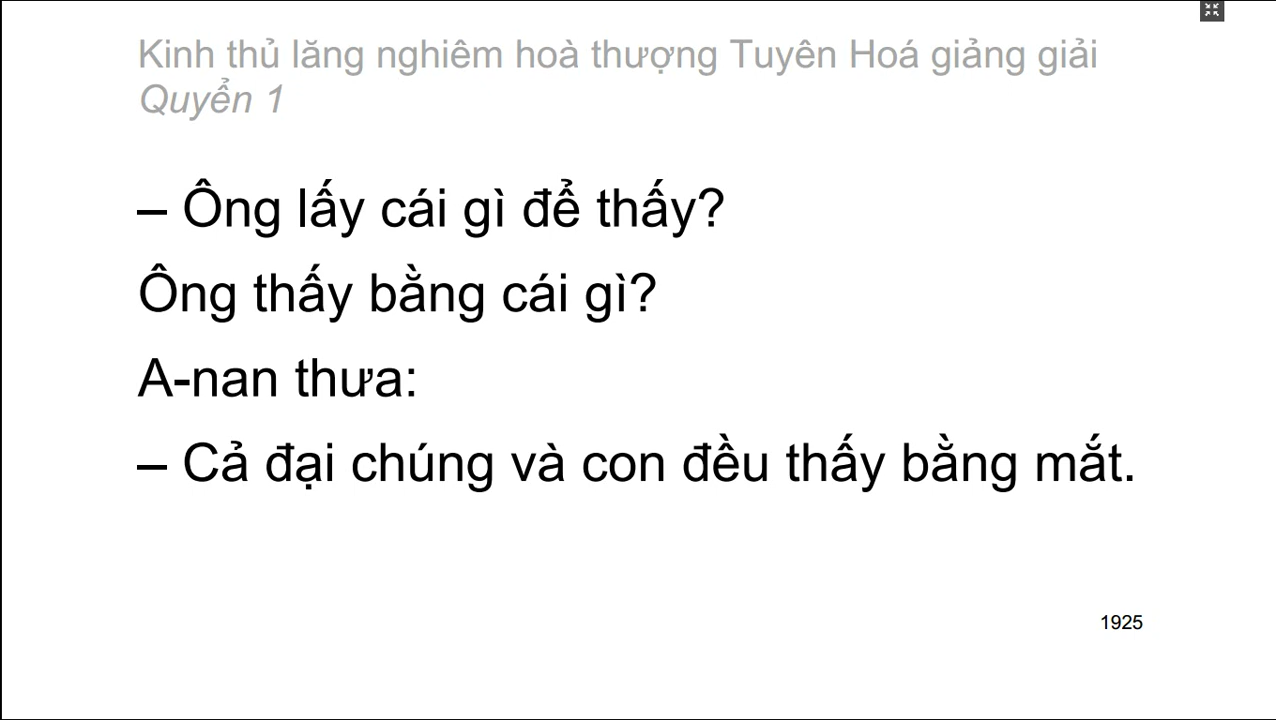 Kinh thủ lăng nghiêm hoà thượng Tuyên Hoá giảng giải
Quyển 1
– Ông lấy cái gì để thấy?
Ông thấy bằng cái gì?
A-nan thưa:
– Cả đại chúng và con đều thấy bằng mắt.
1925